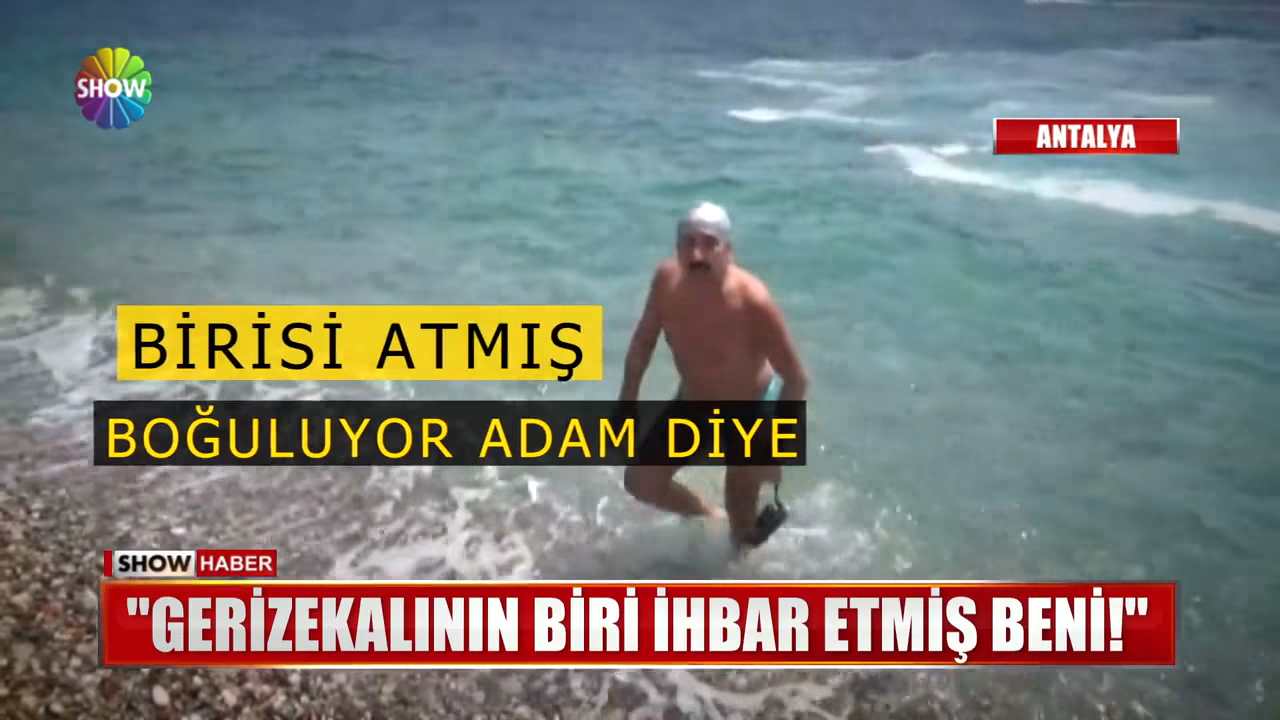 SHOW
ANTALYA
BİRİSİ ATMIŞ
BOĞULUYOR ADAM DİYE
SHOW HABER
"GERİZEKALININ BİRİ İHBAR ETMİŞ BENİ!"